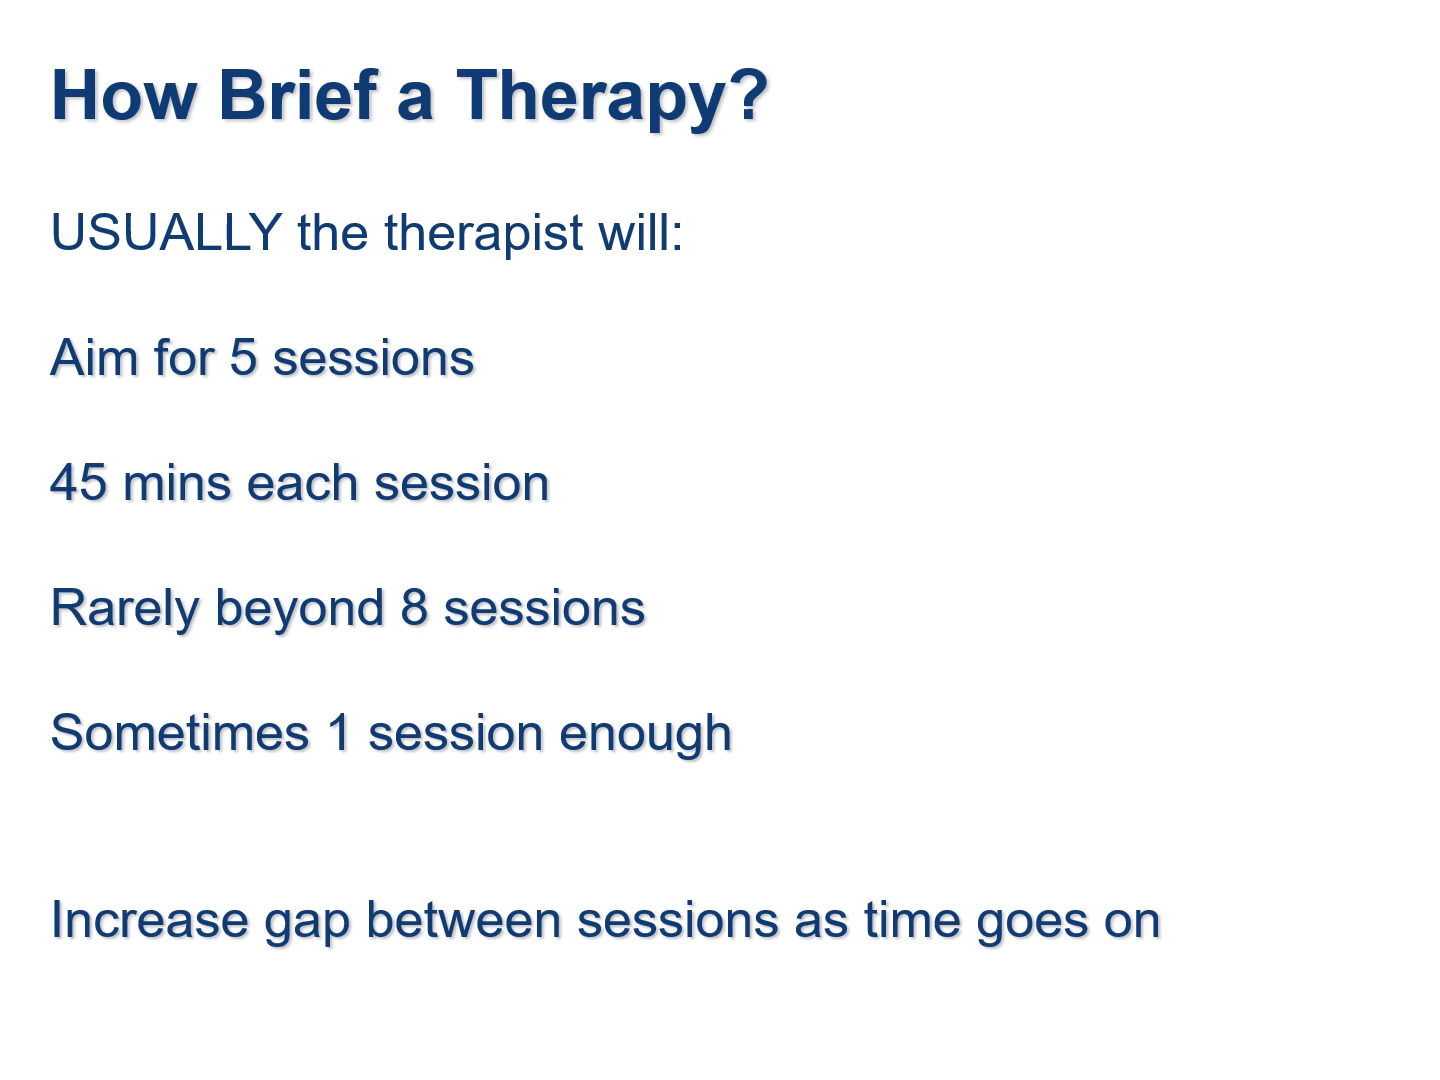 How Brief a Therapy?
USUALLY the therapist will:
Aim for 5 sessions
45 mins each session
Rarely beyond 8 sessions
Sometimes 1 session enough
Increase gap between sessions as time goes on